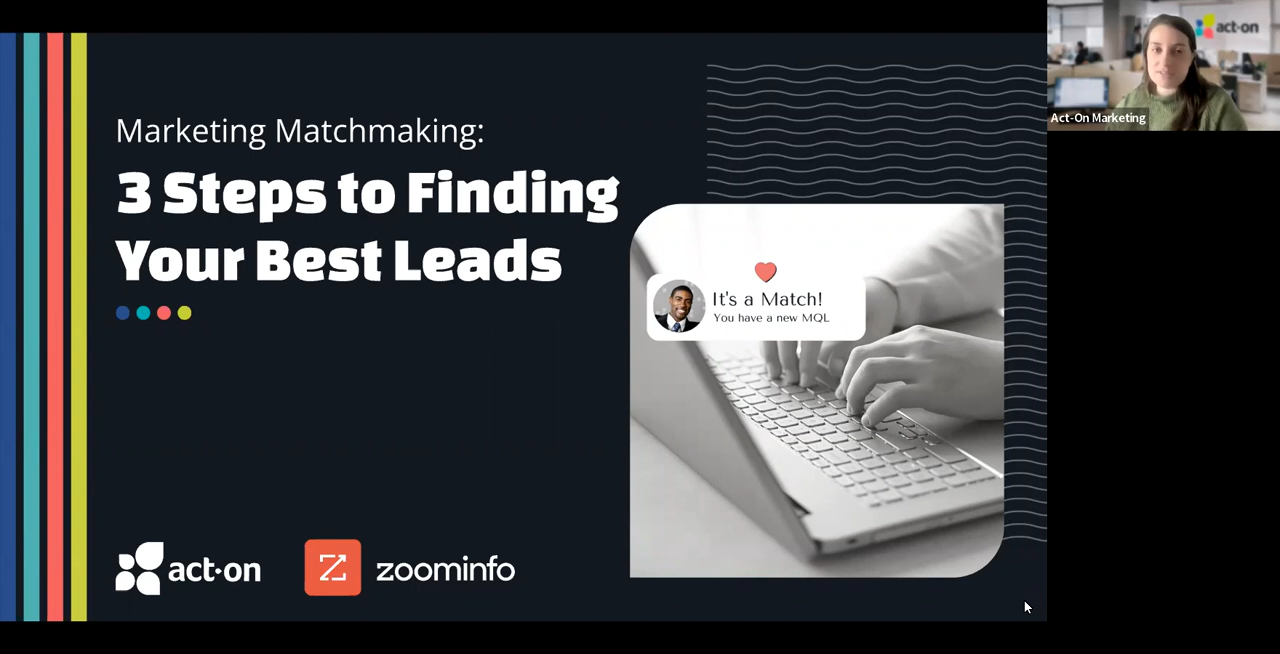 Marketing Matchmaking:
3 Steps to Finding
Your Best Leads
It's a Match!
You have a new MQL
act-on
Z
zoominfo
act-on
Act-On Marketing